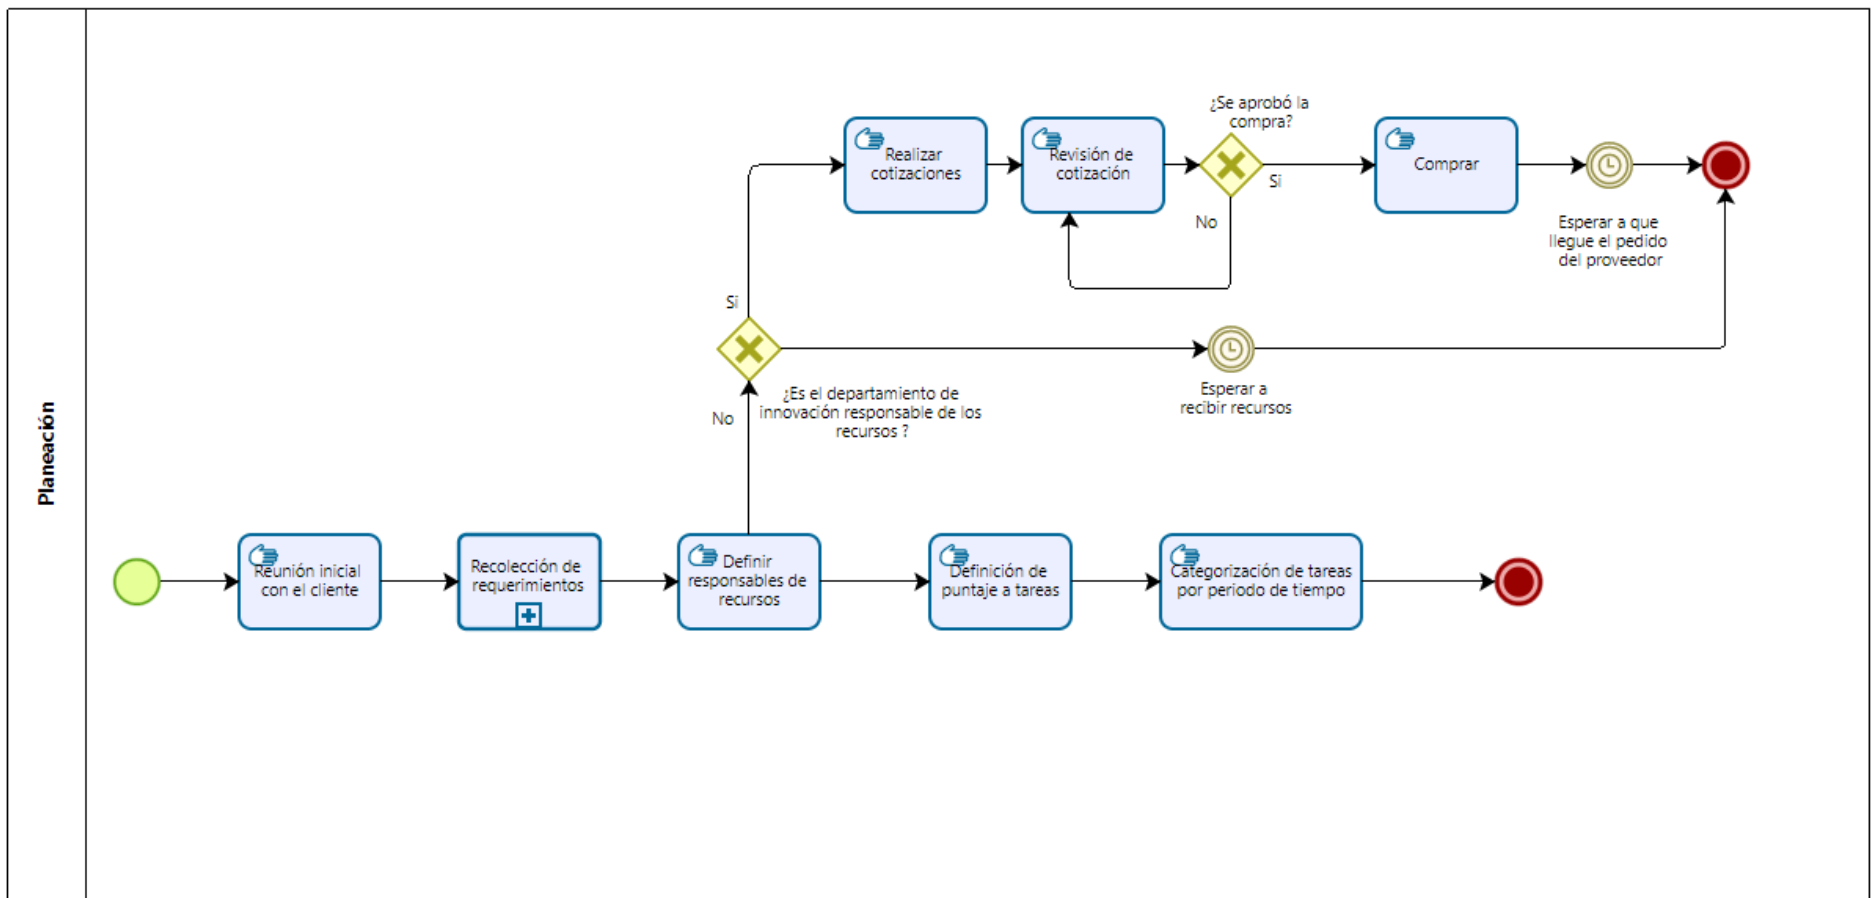 Planeación
¿Se aprobó la
compra?
Realizar
cotizaciones
Revisión de
cotización
Si
No
Comprar
Esperar a que
llegue el pedido
del proveedor
Si
¿Es el departamiento de
innovación responsable de los
recursos ?
No
Esperar a
recibir recursos
Reunión inicial
con el cliente
Recolección de
requerimientos
Definir
responsables de
recursos
Definición de
puntaje a tareas
Categorización de tareas
por periodo de tiempo